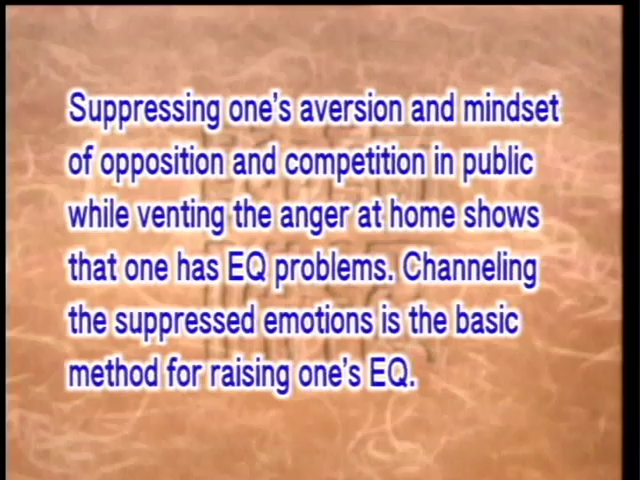 Suppressing one's aversion and mindset
of opposition and competition in public
while venting the anger at home shows
that one has EQ problems. Channeling
the suppressed emotions is the basic
method for raising one's EQ.